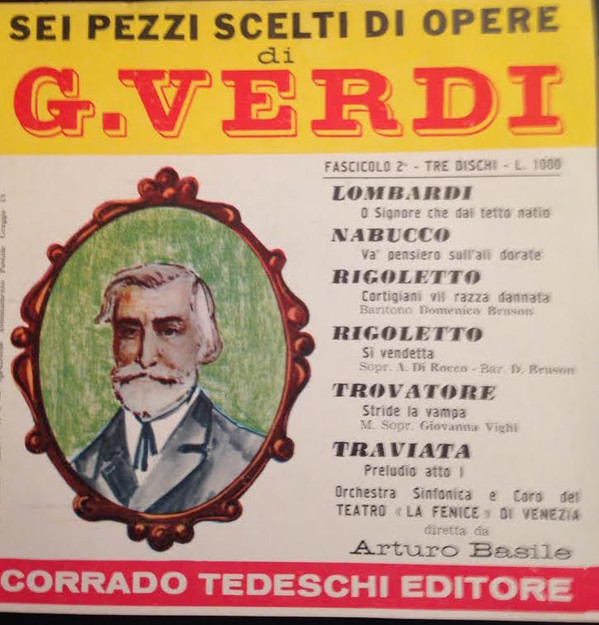 SEI PEZZI SCELTI DI OPERE
di
G. VERDI
FASCICOLO 2° - TRE DISCHI - L. 1000
LOMBARDI
O Signore che dal tetto natio
NABUCCO
Va' pensiero sull'ali dorate
RIGOLETTO
Cortigiani vil razza dannata
Baritono Domenico Bruson
RIGOLETTO
Si vendetta
Sopr. A. Di Rocco - Bar. D. Bruson
TROVATORE
Stride la vampa
M. Sopr. Giovanna Vighi
TRAVIATA
Preludio atto I
Orchestra Sinfonica e Coro del
TEATRO « LA FENICE » DI VENEZIA
diretta da
Arturo Basile
CORRADO TEDESCHI EDITORE